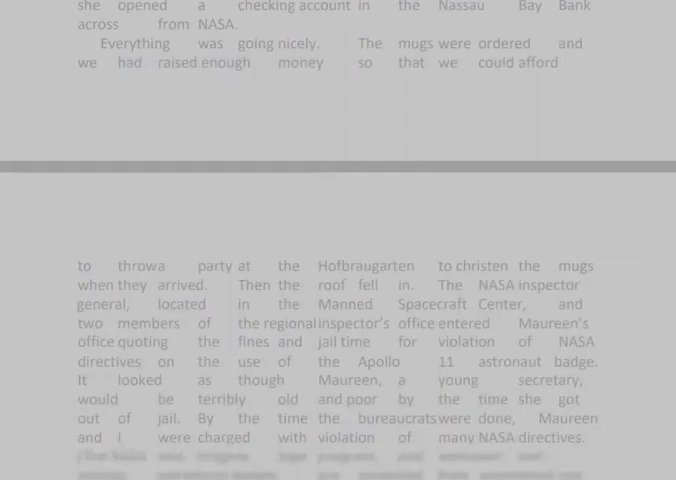 she opened a checking account in the Nassau Bay Bank
across from NASA.
Everything was going nicely. The mugs were ordered and
we had raised enough money so that we could afford
to throwa party at the Hofbraugarten to christen the mugs
when they arrived. Then the roof fell in. The NASA inspector
general, located in the Manned Spacecraft Center, and
two members of the regional inspector's office entered Maureen's
office quoting the fines and jail time for violation of NASA
directives on the use of the Apollo 11 astronaut badge.
It looked as though Maureen, a young secretary,
would be terribly old and poor by the time she got
out of jail. By the time the bureaucrats were done, Maureen
and I were charged with violation of many NASA directives.